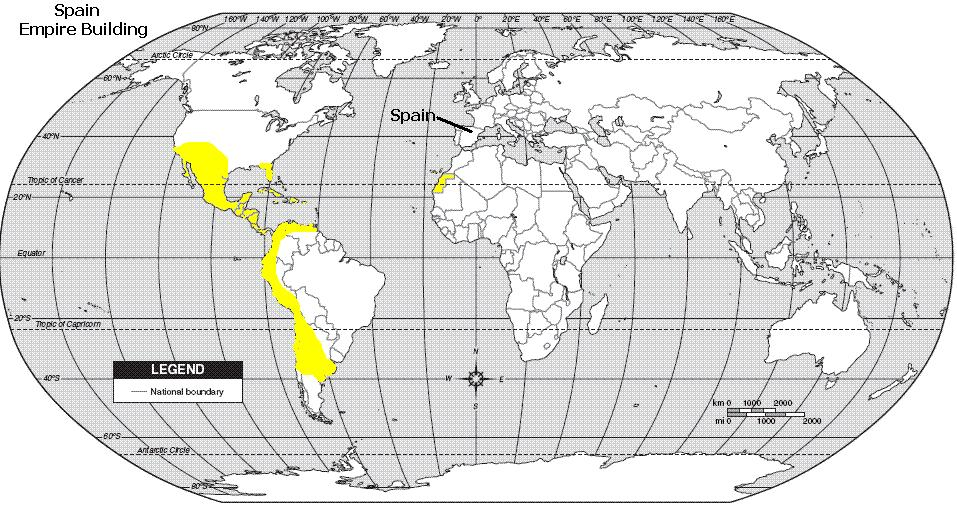 Spain
Empire Building
160°W 140°W 120°W 100°W 80°W 60°W 40°W 20°W 0° 20°E 40°E 60°E 80°E 100°E 120°E 140°E 160°E
80°N
Arctic Circle
60°N
Spain
40°N
Tropic of Cancer
20°N
Equator
0°
20°S
Tropic of Capricorn
N
W E
S
LEGEND
National boundary
40°S
km 0 1000 2000
mi 0 1000 2000
60°S
Antarctic Circle
80°S